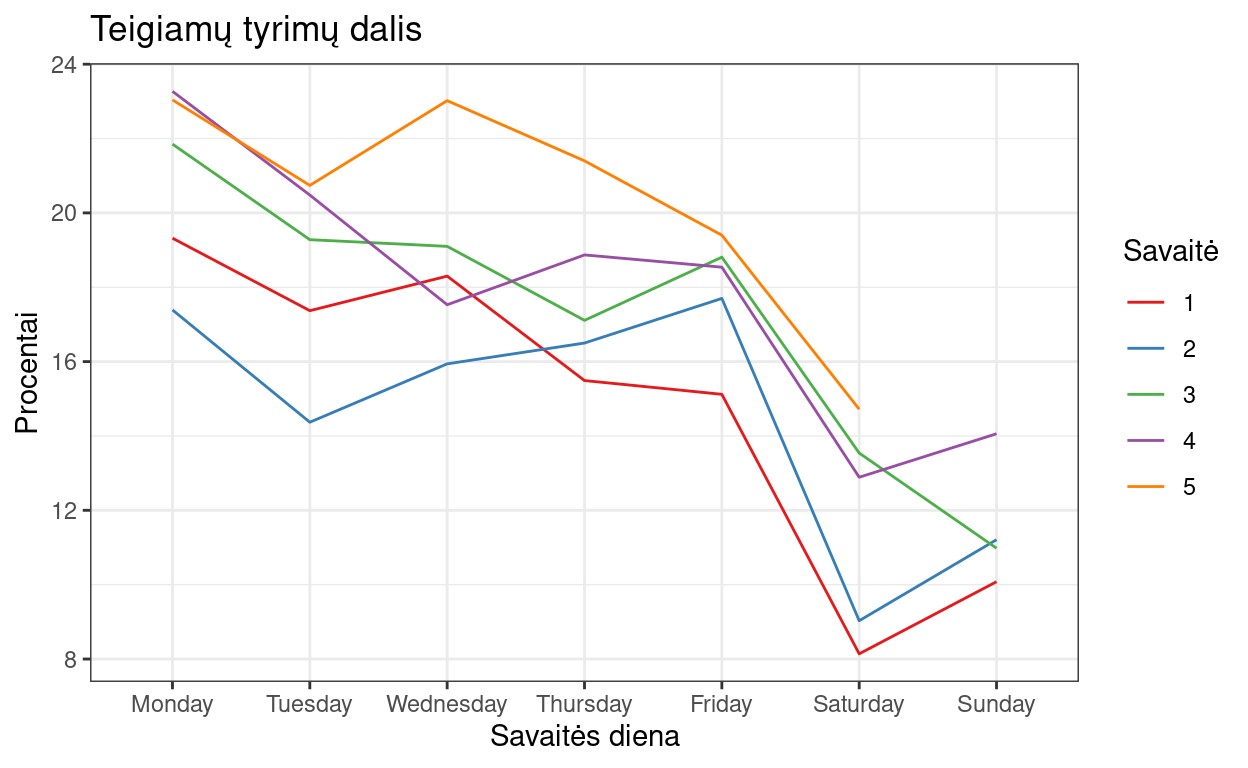 Teigiamų tyrimų dalis
Procentai
24
20
16
12
8
Monday Tuesday Wednesday Thursday Friday Saturday Sunday
Savaitės diena
Savaitė
1
2
3
4
5